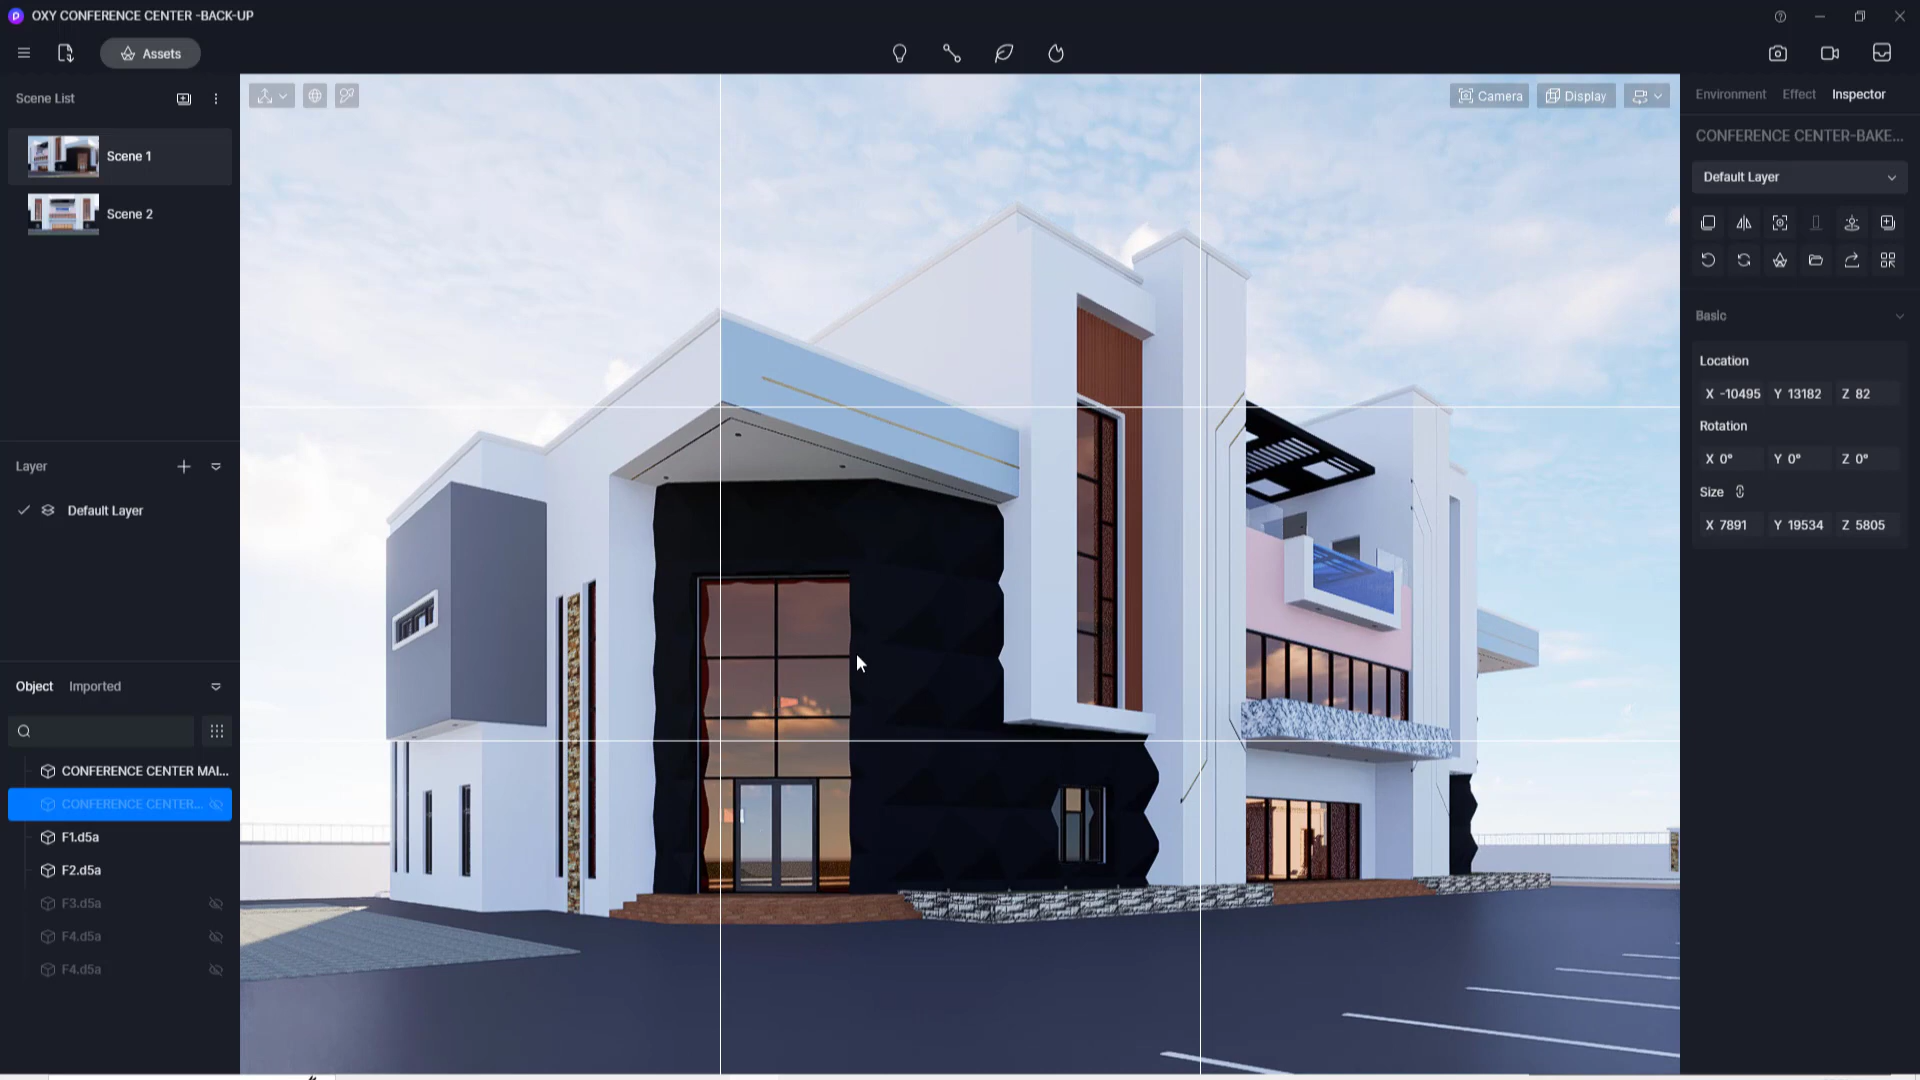 OXY CONFERENCE CENTER -BACK-UP
Assets
Scene List
Scene 1
Scene 2
Layer
Default Layer
Object Imported
CONFERENCE CENTER MAI...
CONFERENCE CENTER...
F1.d5a
F2.d5a
F3.d5a
F4.d5a
F4.d5a
Camera Display
Environment Effect Inspector
CONFERENCE CENTER-BAKE...
Default Layer
Basic
Location
X -10495 Y 13182 Z 82
Rotation
X 0° Y 0° Z 0°
Size
X 7891 Y 19534 Z 5805